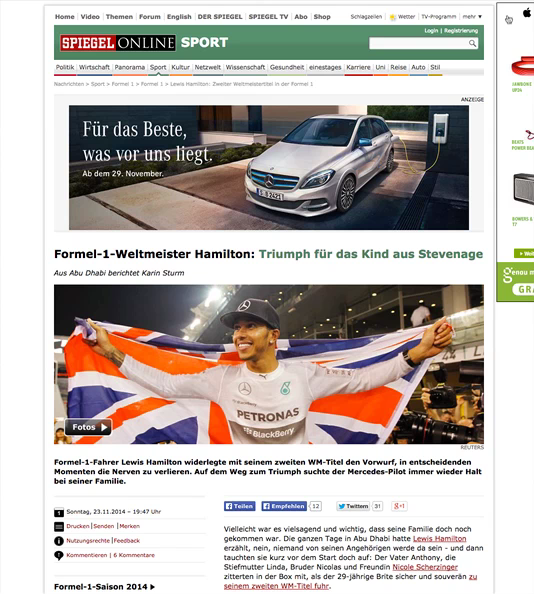 Home Video Themen Forum English DER SPIEGEL SPIEGEL TV Abo Shop Schlagzeilen Wetter TV-Programm mehr
Login | Registrierung
SPIEGEL ONLINE SPORT
Politik Wirtschaft Panorama Sport Kultur Netzwelt Wissenschaft Gesundheit einestages Karriere Uni Reise Auto Stil
Nachrichten > Sport > Formel 1 > Formel 1 > Lewis Hamilton: Zweiter Weltmeistertitel in der Formel 1
ANZEIGE
Für das Beste,
was vor uns liegt.
Ab dem 29. November.
JAMBONE
UP24
BEATS
POWER BEA
BOWERS &
T7
Formel-1-Weltmeister Hamilton: Triumph für das Kind aus Stevenage
Aus Abu Dhabi berichtet Karin Sturm
genau m
GRA
PETRONAS
BlackBerry
Fotos
REUTERS
Formel-1-Fahrer Lewis Hamilton widerlegte mit seinem zweiten WM-Titel den Vorwurf, in entscheidenden
Momenten die Nerven zu verlieren. Auf dem Weg zum Triumph suchte der Mercedes-Pilot immer wieder Halt
bei seiner Familie.
Sonntag, 23.11.2014 – 19:47 Uhr
Drucken | Senden | Merken
Nutzungsrechte | Feedback
Kommentieren | 6 Kommentare
Formel-1-Saison 2014
Teilen Empfehlen 12 Twittern 31 +1
Vielleicht war es vielsagend und wichtig, dass seine Familie doch noch
gekommen war. Die ganzen Tage in Abu Dhabi hatte Lewis Hamilton
erzählt, nein, niemand von seinen Angehörigen werde da sein - und dann
tauchten sie kurz vor dem Start doch auf: Der Vater Anthony, die
Stiefmutter Linda, Bruder Nicolas und Freundin Nicole Scherzinger
zitterten in der Box mit, als der 29-jährige Brite sicher und souverän zu
seinem zweiten WM-Titel fuhr.